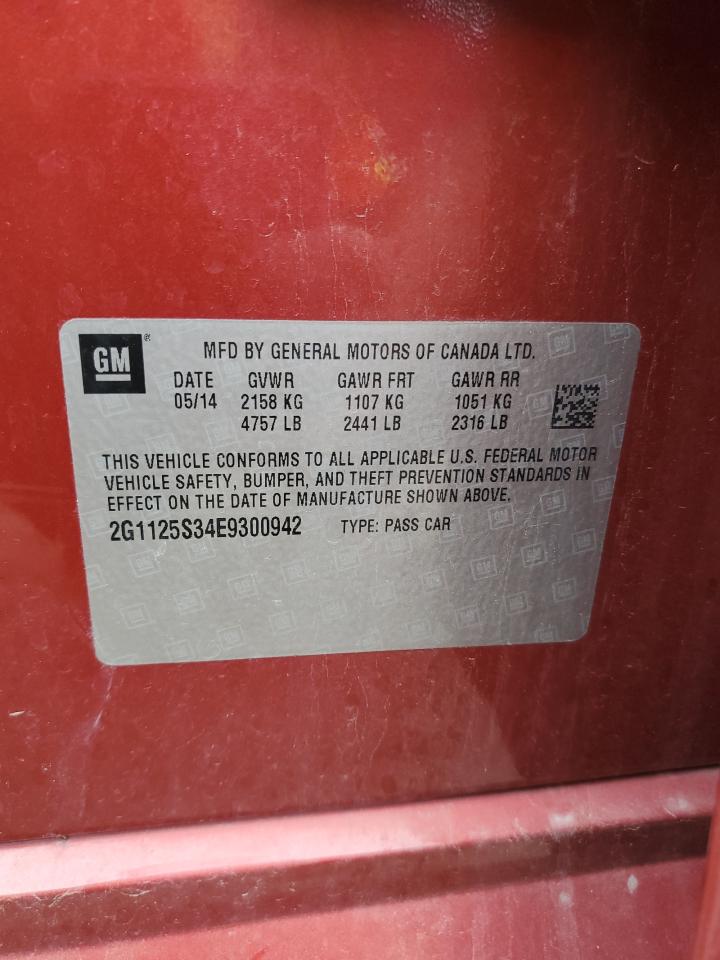 GM ®
MFD BY GENERAL MOTORS OF CANADA LTD.
DATE GVWR GAWR FRT GAWR RR
05/14 2158 KG 1107 KG 1051 KG
4757 LB 2441 LB 2316 LB
THIS VEHICLE CONFORMS TO ALL APPLICABLE U.S. FEDERAL MOTOR
VEHICLE SAFETY, BUMPER, AND THEFT PREVENTION STANDARDS IN
EFFECT ON THE DATE OF MANUFACTURE SHOWN ABOVE.
2G1125S34E9300942 TYPE: PASS CAR